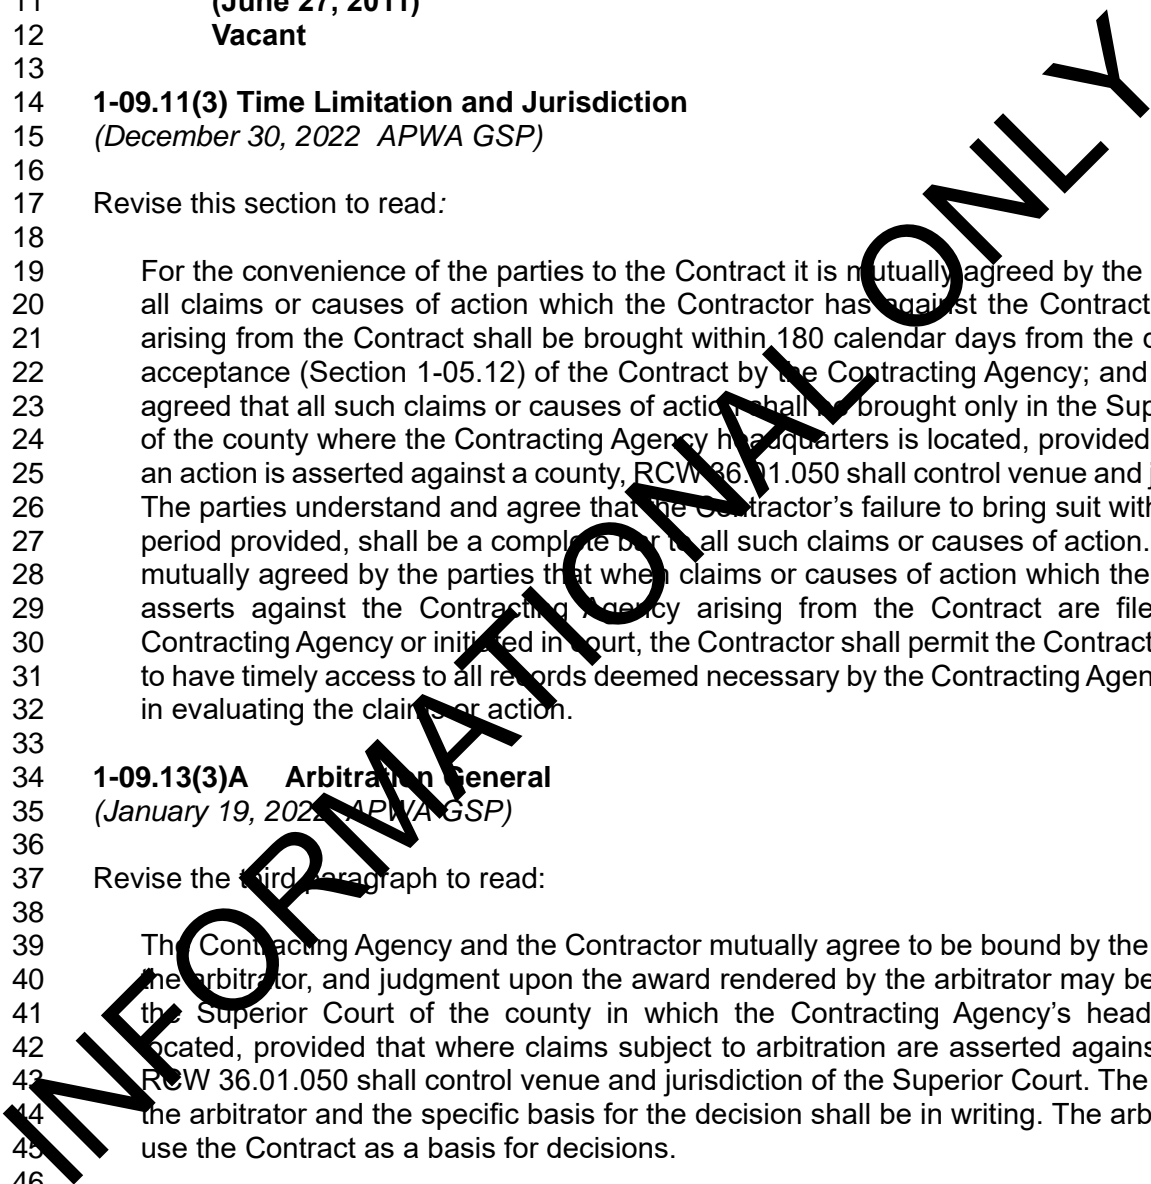 11 (June 27, 2011)
12 Vacant
13
14 1-09.11(3) Time Limitation and Jurisdiction
15 (December 30, 2022 APWA GSP)
16
17 Revise this section to read:
18
19 For the convenience of the parties to the Contract it is mutually agreed by the
20 all claims or causes of action which the Contractor has against the Contract
21 arising from the Contract shall be brought within 180 calendar days from the
22 acceptance (Section 1-05.12) of the Contract by the Contracting Agency; and
23 agreed that all such claims or causes of action shall be brought only in the Sup
24 of the county where the Contracting Agency headquarters is located, provided
25 an action is asserted against a county, RCW 36.01.050 shall control venue and
26 The parties understand and agree that the Contractor’s failure to bring suit with
27 period provided, shall be a complete bar to all such claims or causes of action.
28 mutually agreed by the parties that when claims or causes of action which the
29 asserts against the Contracting Agency arising from the Contract are file
30 Contracting Agency or initiated in court, the Contractor shall permit the Contract
31 to have timely access to all records deemed necessary by the Contracting Agen
32 in evaluating the claims or action.
33
34 1-09.13(3)A Arbitration General
35 (January 19, 2022 APWA GSP)
36
37 Revise the third paragraph to read:
38
39 The Contracting Agency and the Contractor mutually agree to be bound by the
40 the arbitrator, and judgment upon the award rendered by the arbitrator may be
41 the Superior Court of the county in which the Contracting Agency’s head
42 located, provided that where claims subject to arbitration are asserted agains
43 RCW 36.01.050 shall control venue and jurisdiction of the Superior Court. The
44 the arbitrator and the specific basis for the decision shall be in writing. The arb
45 use the Contract as a basis for decisions.
46
INFORMATIONAL ONLY